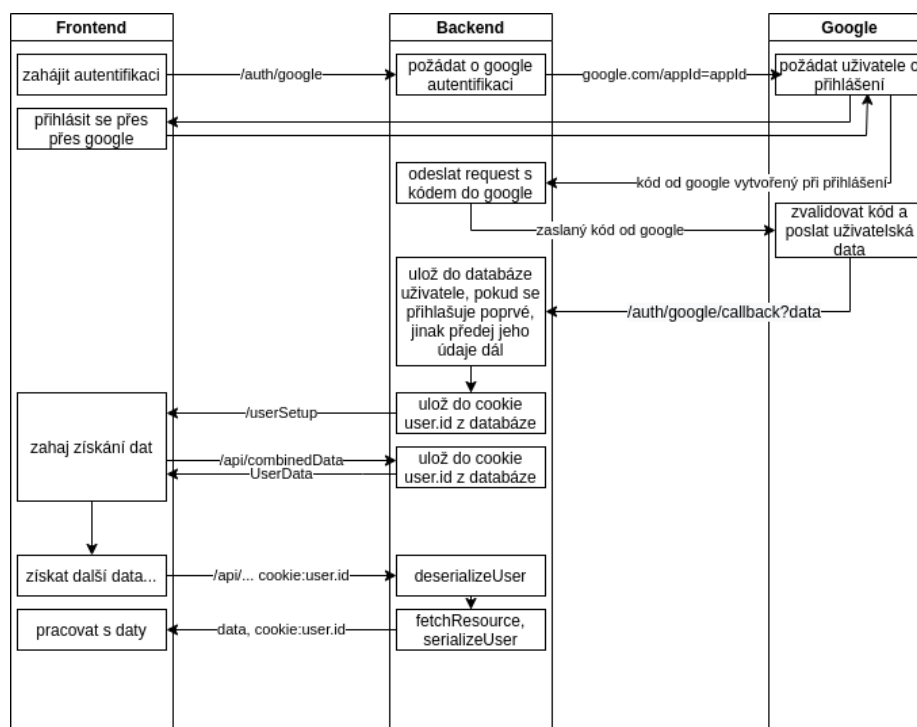 Frontend
Backend
Google
zahájit autentifikaci
/auth/google
požádat o google
autentifikaci
google.com/appId=appId
požádat uživatele o
přihlášení
přihlásit se přes
přes google
odeslat request s
kódem do google
kód od google vytvořený při přihlášení
zaslaný kód od google
zvalidovat kód a
poslat uživatelská
data
ulož do databáze
uživatele, pokud se
přihlašuje poprvé,
jinak předej jeho
údaje dál
/auth/google/callback?data
zahaj získání dat
/userSetup
ulož do cookie
user.id z databáze
/api/combinedData
UserData
ulož do cookie
user.id z databáze
získat další data...
/api/... cookie:user.id
deserializeUser
pracovat s daty
data, cookie:user.id
fetchResource,
serializeUser